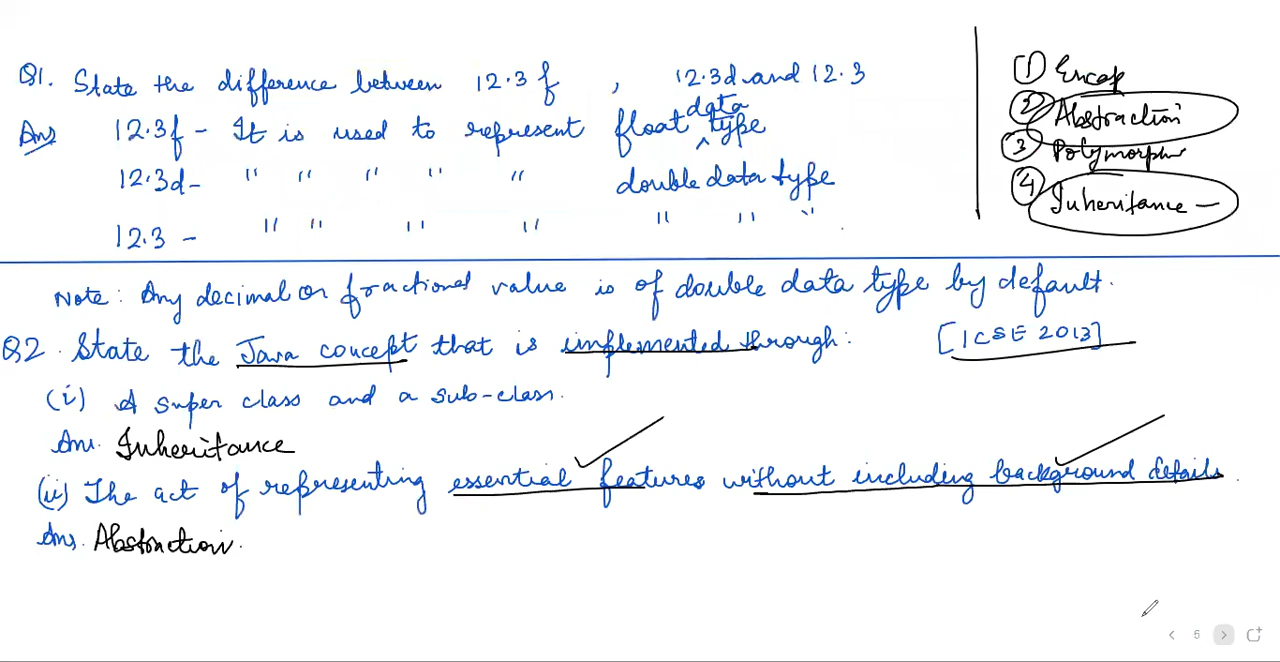 Q1. State the difference between 12.3 f , 12.3d and 12.3
Ans 12.3f - It is used to represent float data type
12.3d - " " " " " double data type
12.3 - " " " " " " "
Note: Any decimal or fractional value is of double data type by default.
Q2. State the Java concept that is implemented through: [ICSE 2013]
(i) A super class and a sub-class.
Ans. Inheritance
(ii) The act of representing essential features without including background details.
Ans. Abstraction.
① Encap
② Abstraction
③ Polymorphs
④ Inheritance —
5